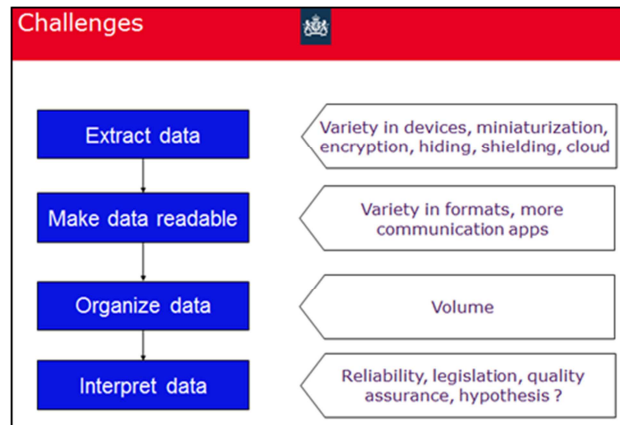 Challenges
Extract data
Variety in devices, miniaturization,
encryption, hiding, shielding, cloud
Make data readable
Variety in formats, more
communication apps
Organize data
Volume
Interpret data
Reliability, legislation, quality
assurance, hypothesis ?